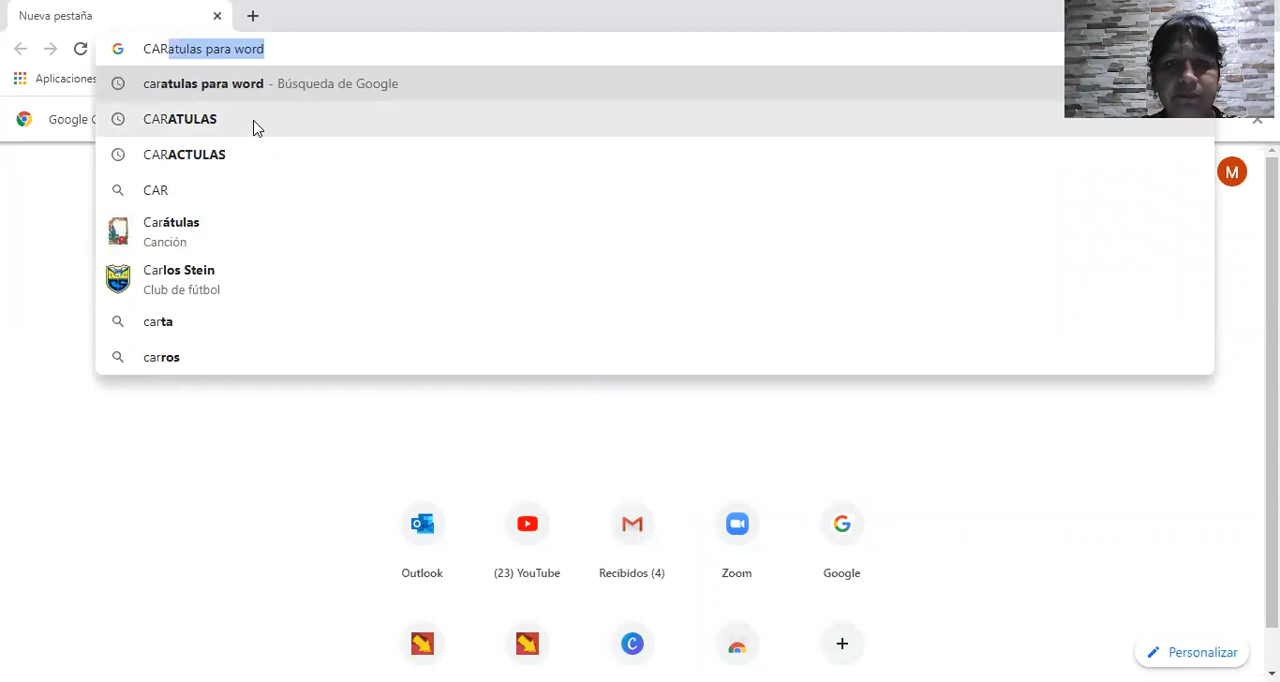 Nueva pestaña
CARatulas para word
Aplicaciones
caratulas para word - Búsqueda de Google
Google C
CARATULAS
CARACTULAS
M
CAR
Carátulas
Canción
Carlos Stein
Club de fútbol
carta
carros
Outlook
(23) YouTube
Recibidos (4)
Zoom
Google
Personalizar